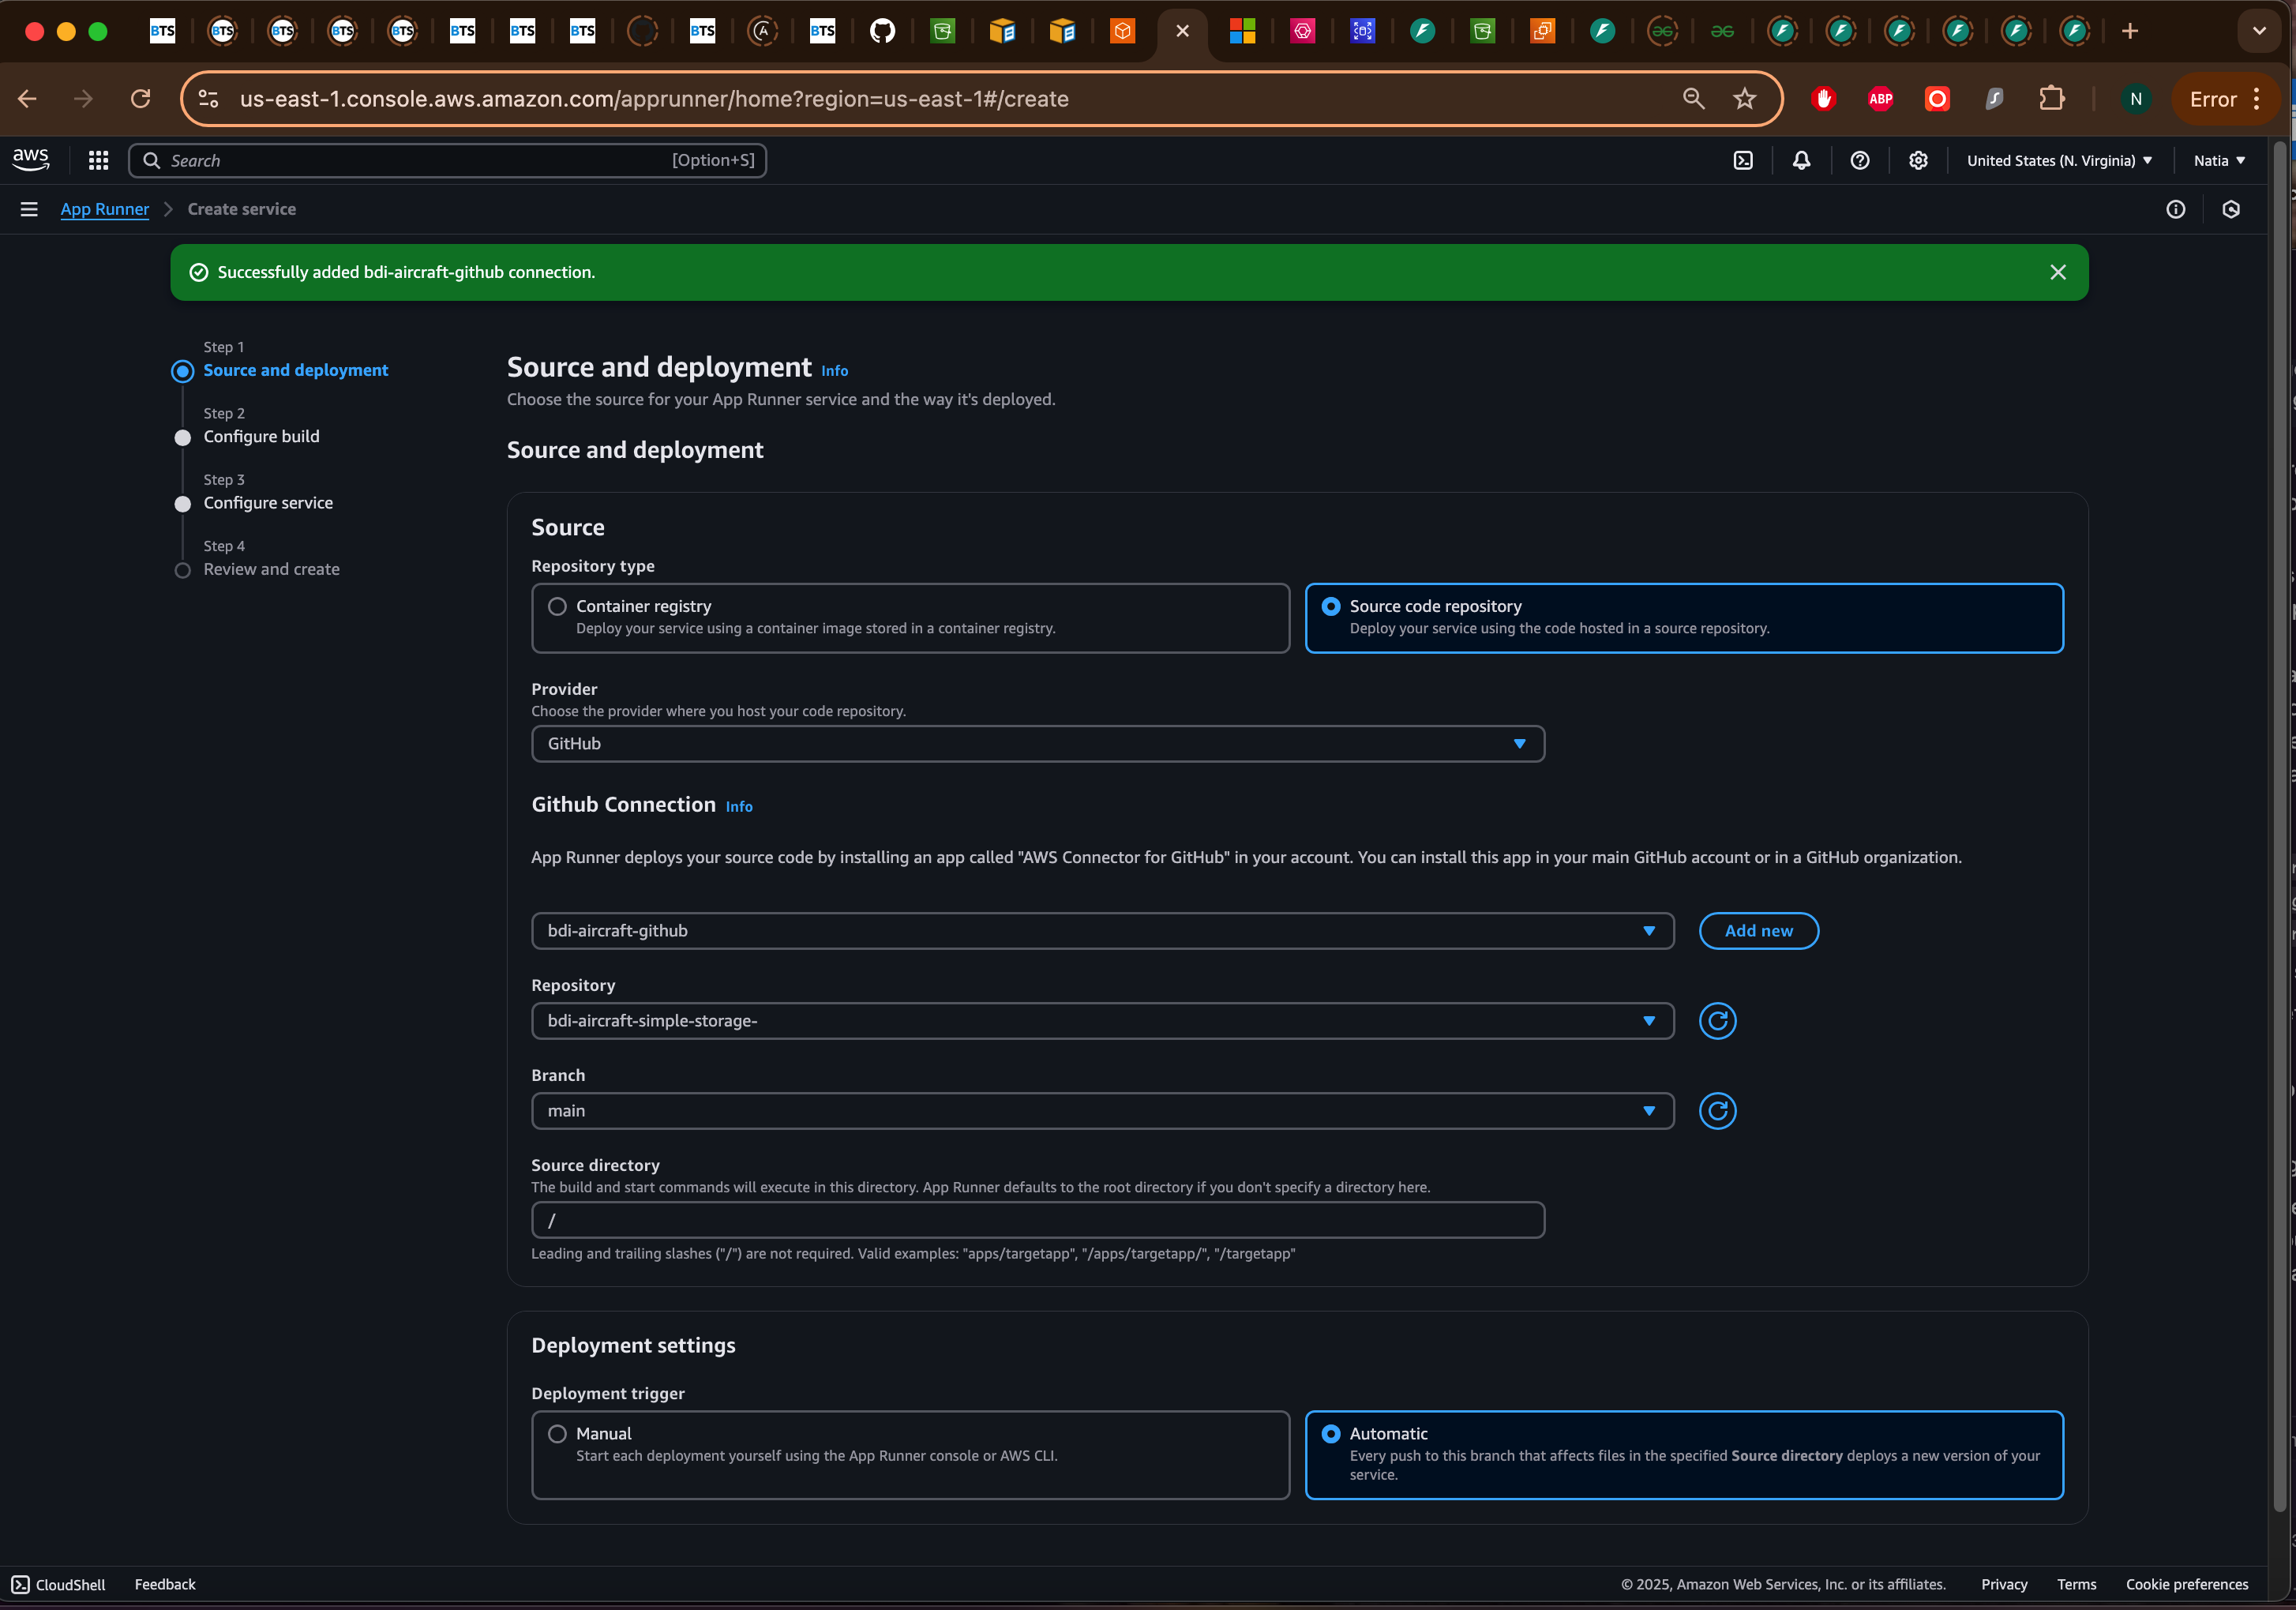 BTS
BTS
BTS
BTS
BTS
BTS
BTS
BTS
BTS
A
BTS
us-east-1.console.aws.amazon.com/apprunner/home?region=us-east-1#/create
ABP
N
Error
aws
Search
[Option+S]
United States (N. Virginia)
Natia
App Runner
Create service
Successfully added bdi-aircraft-github connection.
Step 1
Source and deployment
Step 2
Configure build
Step 3
Configure service
Step 4
Review and create
Source and deployment Info
Choose the source for your App Runner service and the way it's deployed.
Source and deployment
Source
Repository type
Container registry
Deploy your service using a container image stored in a container registry.
Source code repository
Deploy your service using the code hosted in a source repository.
Provider
Choose the provider where you host your code repository.
GitHub
Github Connection Info
App Runner deploys your source code by installing an app called "AWS Connector for GitHub" in your account. You can install this app in your main GitHub account or in a GitHub organization.
bdi-aircraft-github
Add new
Repository
bdi-aircraft-simple-storage-
Branch
main
Source directory
The build and start commands will execute in this directory. App Runner defaults to the root directory if you don't specify a directory here.
/
Leading and trailing slashes ("/") are not required. Valid examples: "apps/targetapp", "/apps/targetapp/", "/targetapp"
Deployment settings
Deployment trigger
Manual
Start each deployment yourself using the App Runner console or AWS CLI.
Automatic
Every push to this branch that affects files in the specified Source directory deploys a new version of your
service.
CloudShell
Feedback
© 2025, Amazon Web Services, Inc. or its affiliates.
Privacy
Terms
Cookie preferences